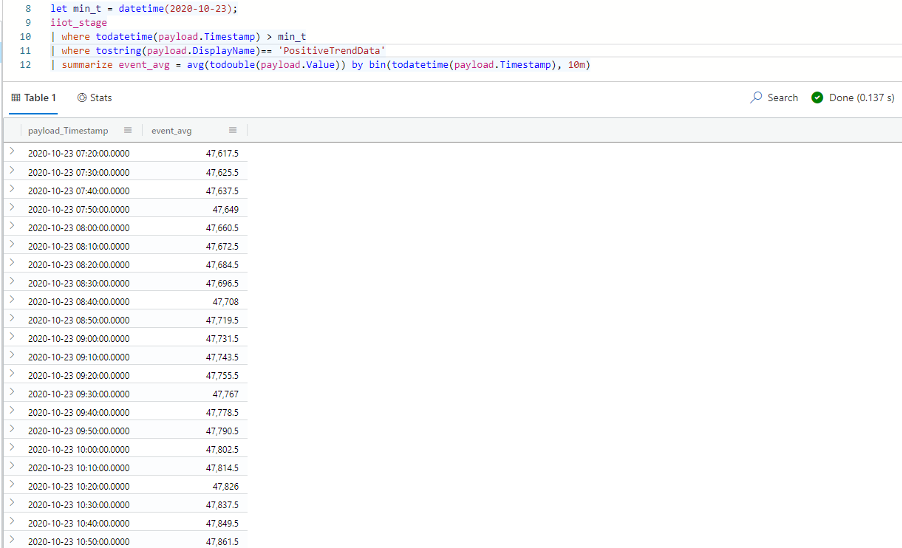 8 let min_t = datetime(2020-10-23);
9 iiot_stage
10 | where todatetime(payload.Timestamp) > min_t
11 | where tostring(payload.DisplayName)== 'PositiveTrendData'
12 | summarize event_avg = avg(todouble(payload.Value)) by bin(todatetime(payload.Timestamp), 10m)
Table 1 Stats Search Done (0.137 s)
payload_Timestamp event_avg
2020-10-23 07:20:00.0000 47,617.5
2020-10-23 07:30:00.0000 47,625.5
2020-10-23 07:40:00.0000 47,637.5
2020-10-23 07:50:00.0000 47,649
2020-10-23 08:00:00.0000 47,660.5
2020-10-23 08:10:00.0000 47,672.5
2020-10-23 08:20:00.0000 47,684.5
2020-10-23 08:30:00.0000 47,696.5
2020-10-23 08:40:00.0000 47,708
2020-10-23 08:50:00.0000 47,719.5
2020-10-23 09:00:00.0000 47,731.5
2020-10-23 09:10:00.0000 47,743.5
2020-10-23 09:20:00.0000 47,755.5
2020-10-23 09:30:00.0000 47,767
2020-10-23 09:40:00.0000 47,778.5
2020-10-23 09:50:00.0000 47,790.5
2020-10-23 10:00:00.0000 47,802.5
2020-10-23 10:10:00.0000 47,814.5
2020-10-23 10:20:00.0000 47,826
2020-10-23 10:30:00.0000 47,837.5
2020-10-23 10:40:00.0000 47,849.5
2020-10-23 10:50:00.0000 47,861.5